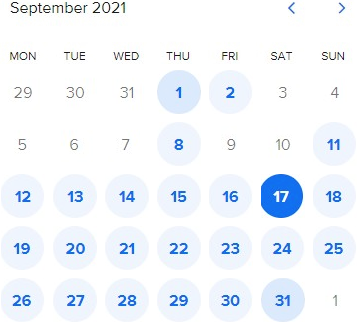 September 2021
MON TUE WED THU FRI SAT SUN
29 30 31 1 2 3 4
5 6 7 8 9 10 11
12 13 14 15 16 17 18
19 20 21 22 23 24 25
26 27 28 29 30 31 1